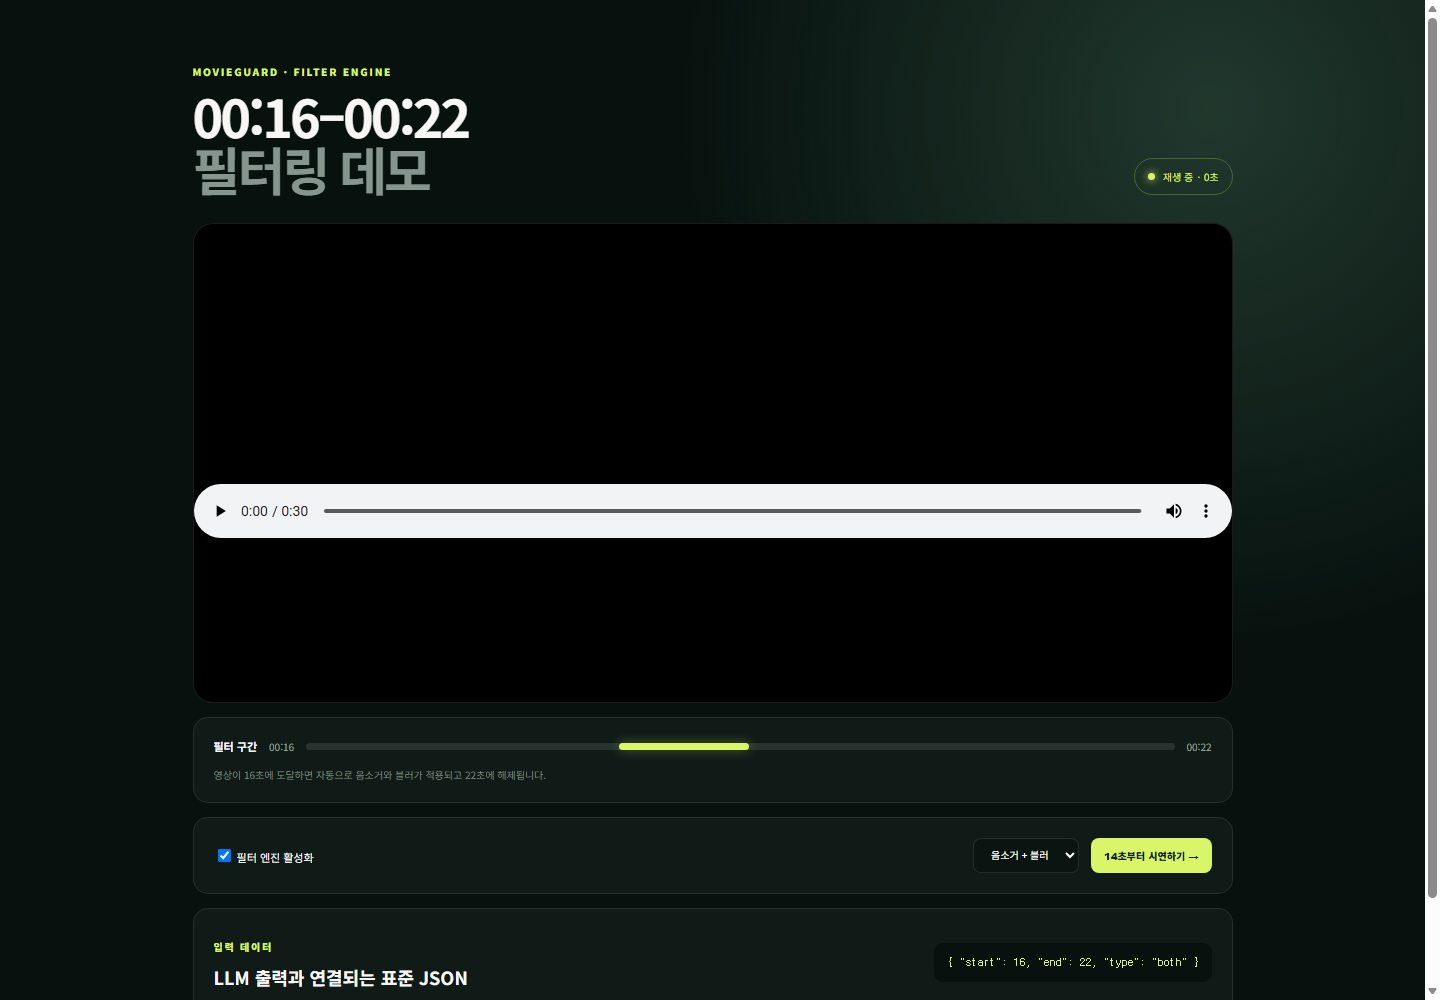 MOVIEGUARD · FILTER ENGINE
00:16–00:22
필터링 데모
재생 중 · 0초
0:00 / 0:30
필터 구간 00:16 00:22
영상이 16초에 도달하면 자동으로 음소거와 블러가 적용되고 22초에 해제됩니다.
필터 엔진 활성화
음소거 + 블러
14초부터 시연하기 →
입력 데이터
LLM 출력과 연결되는 표준 JSON
{ "start": 16, "end": 22, "type": "both" }